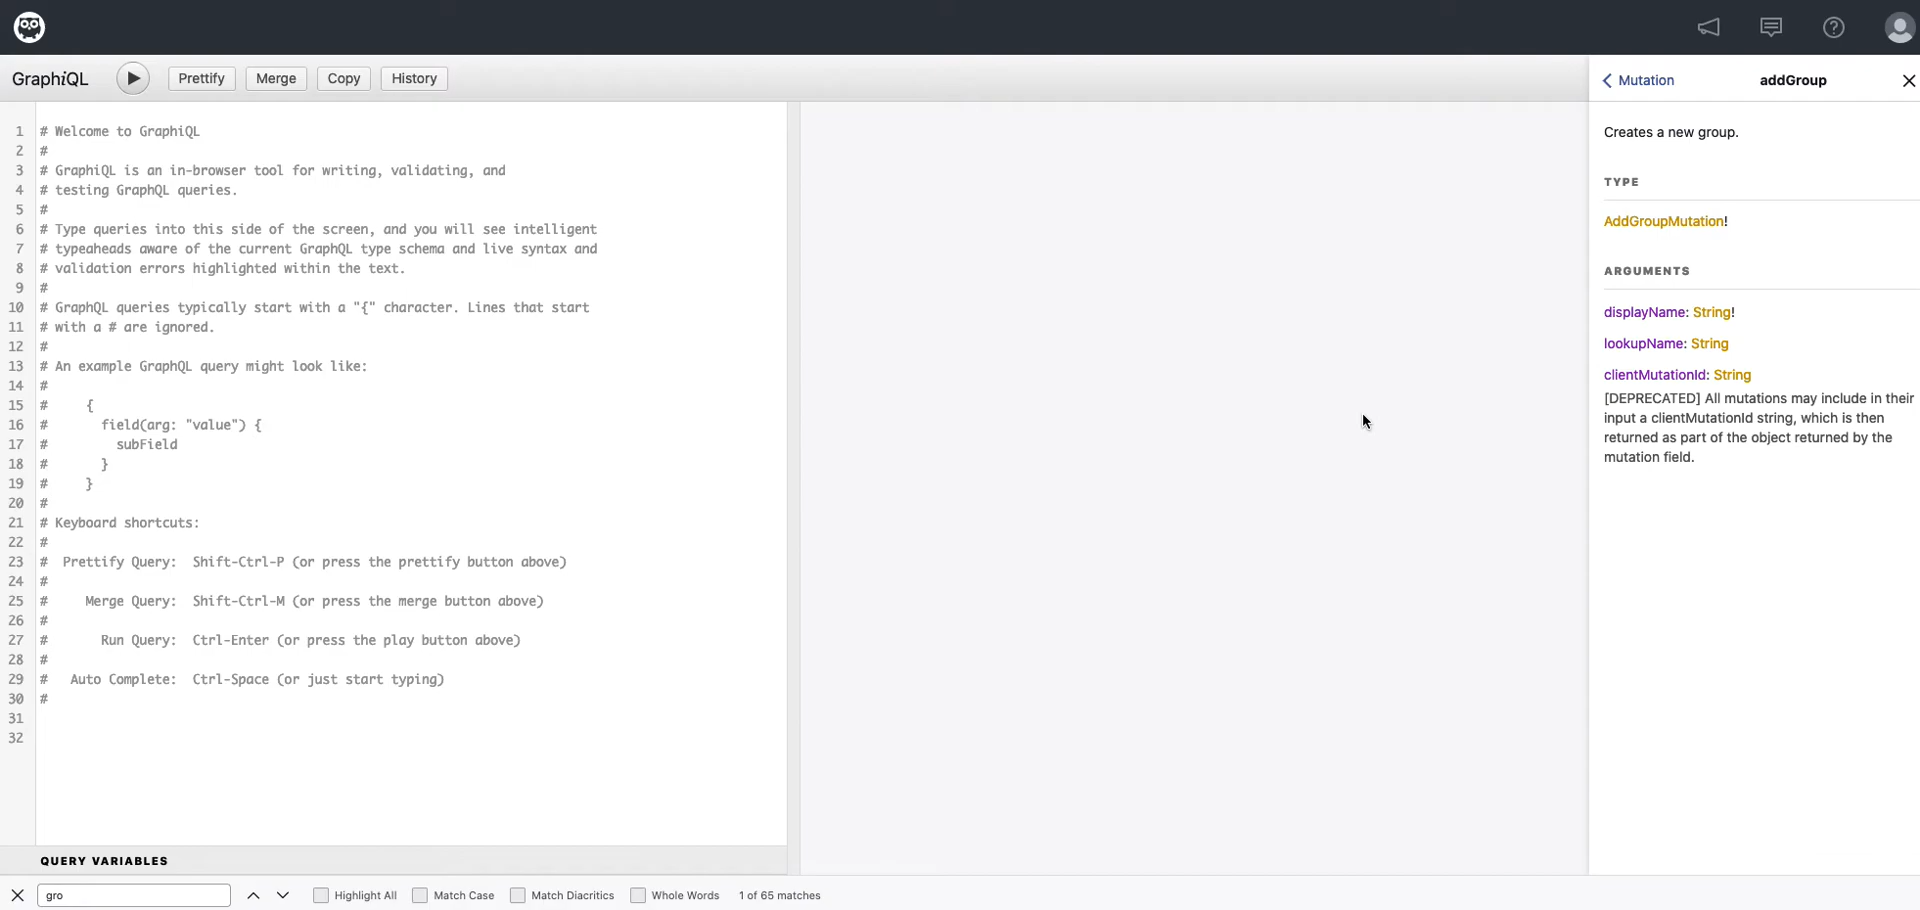 GraphiQL
Prettify
Merge
Copy
History
1 # Welcome to GraphiQL
2 #
3 # GraphiQL is an in-browser tool for writing, validating, and
4 # testing GraphQL queries.
5 #
6 # Type queries into this side of the screen, and you will see intelligent
7 # typeaheads aware of the current GraphQL type schema and live syntax and
8 # validation errors highlighted within the text.
9 #
10 # GraphQL queries typically start with a "{" character. Lines that start
11 # with a # are ignored.
12 #
13 # An example GraphQL query might look like:
14 #
15 #     {
16 #       field(arg: "value") {
17 #         subField
18 #       }
19 #     }
20 #
21 # Keyboard shortcuts:
22 #
23 #  Prettify Query:  Shift-Ctrl-P (or press the prettify button above)
24 #
25 #     Merge Query:  Shift-Ctrl-M (or press the merge button above)
26 #
27 #       Run Query:  Ctrl-Enter (or press the play button above)
28 #
29 #   Auto Complete:  Ctrl-Space (or just start typing)
30 #
31
32
QUERY VARIABLES
Mutation
addGroup
Creates a new group.
TYPE
AddGroupMutation!
ARGUMENTS
displayName: String!
lookupName: String
clientMutationId: String
[DEPRECATED] All mutations may include in their
input a clientMutationId string, which is then
returned as part of the object returned by the
mutation field.
gro
Highlight All
Match Case
Match Diacritics
Whole Words
1 of 65 matches